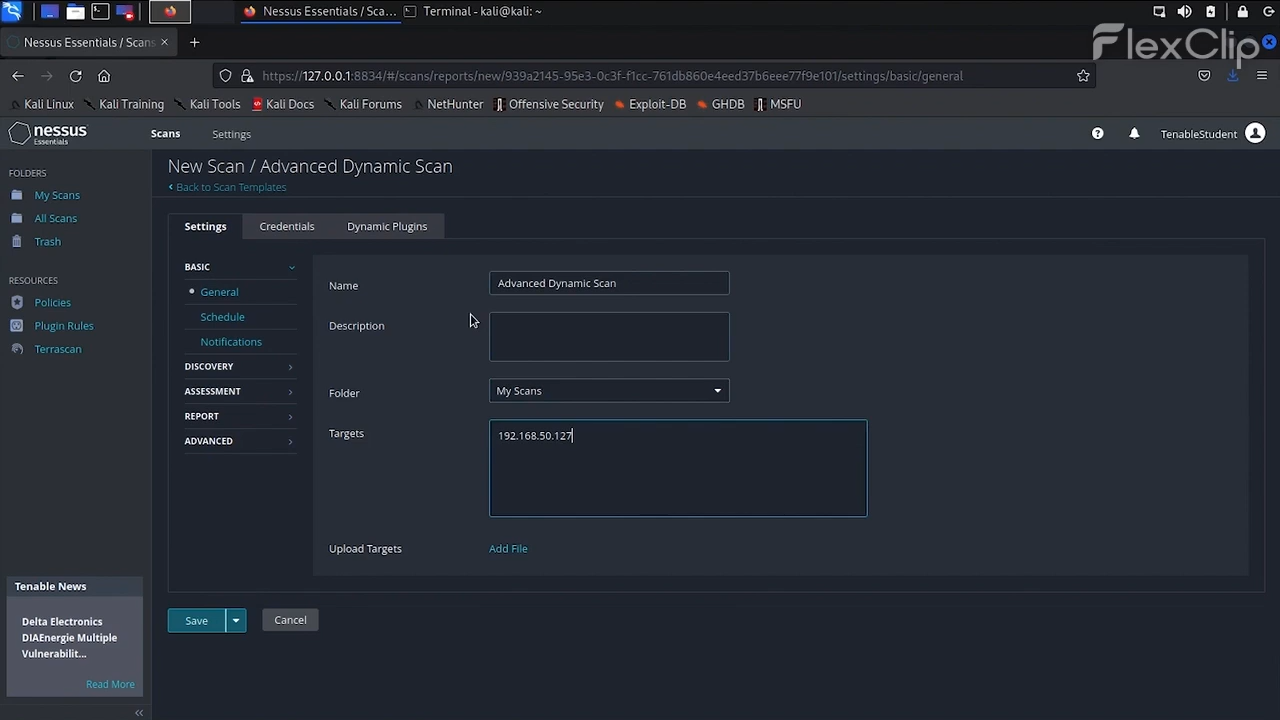 Nessus Essentials / Sca...
Terminal - kali@kali: ~
Nessus Essentials / Scans
FlexClip
https://127.0.0.1:8834/#/scans/reports/new/939a2145-95e3-0c3f-f1cc-761db860e4eed37b6eee77f9e101/settings/basic/general
Kali Linux
Kali Training
Kali Tools
Kali Docs
Kali Forums
NetHunter
Offensive Security
Exploit-DB
GHDB
MSFU
nessus
Essentials
Scans
Settings
TenableStudent
FOLDERS
My Scans
All Scans
Trash
RESOURCES
Policies
Plugin Rules
Terrascan
New Scan / Advanced Dynamic Scan
Back to Scan Templates
Settings
Credentials
Dynamic Plugins
BASIC
General
Schedule
Notifications
DISCOVERY
ASSESSMENT
REPORT
ADVANCED
Name
Advanced Dynamic Scan
Description
Folder
My Scans
Targets
192.168.50.127
Upload Targets
Add File
Save
Cancel
Tenable News
Delta Electronics
DIAEnergie Multiple
Vulnerabilit...
Read More